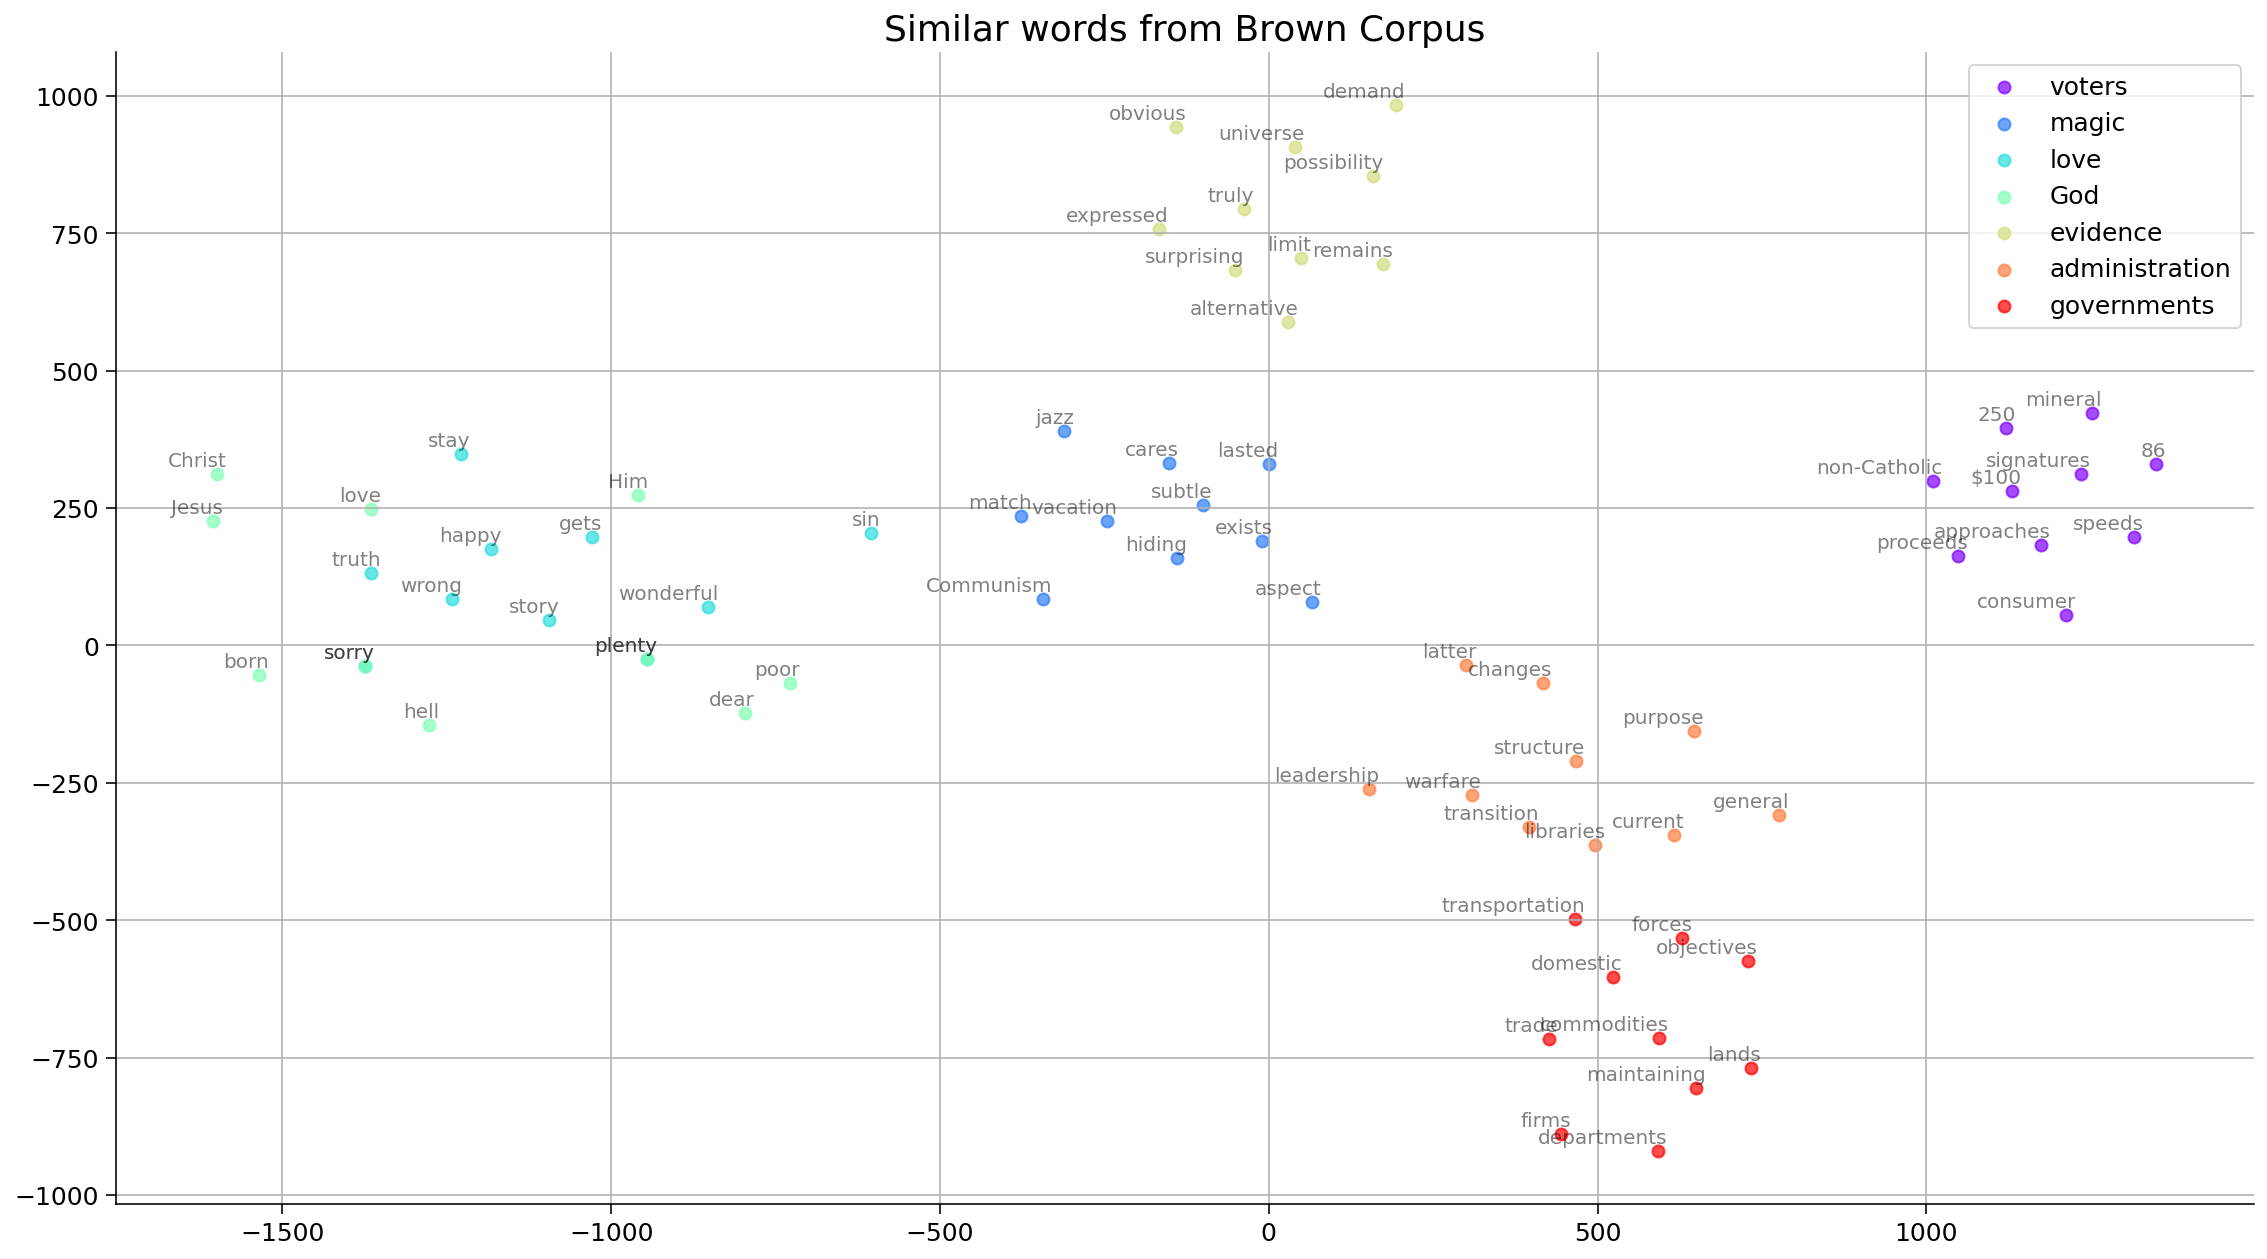 Similar words from Brown Corpus
voters
magic
love
God
evidence
administration
governments
1000
750
500
250
0
−250
−500
−750
−1000
−1500
−1000
−500
0
500
1000
demand
obvious
universe
possibility
truly
expressed
limit
remains
surprising
alternative
jazz
cares
lasted
subtle
match
vacation
exists
hiding
Communism
aspect
stay
Christ
Him
love
Jesus
gets
sin
happy
truth
wrong
wonderful
story
plenty
sorry
born
poor
dear
hell
mineral
250
86
signatures
non-Catholic
$100
speeds
approaches
proceeds
consumer
latter
changes
purpose
structure
leadership
warfare
general
transition
current
libraries
transportation
forces
objectives
domestic
trade
commodities
lands
maintaining
firms
departments